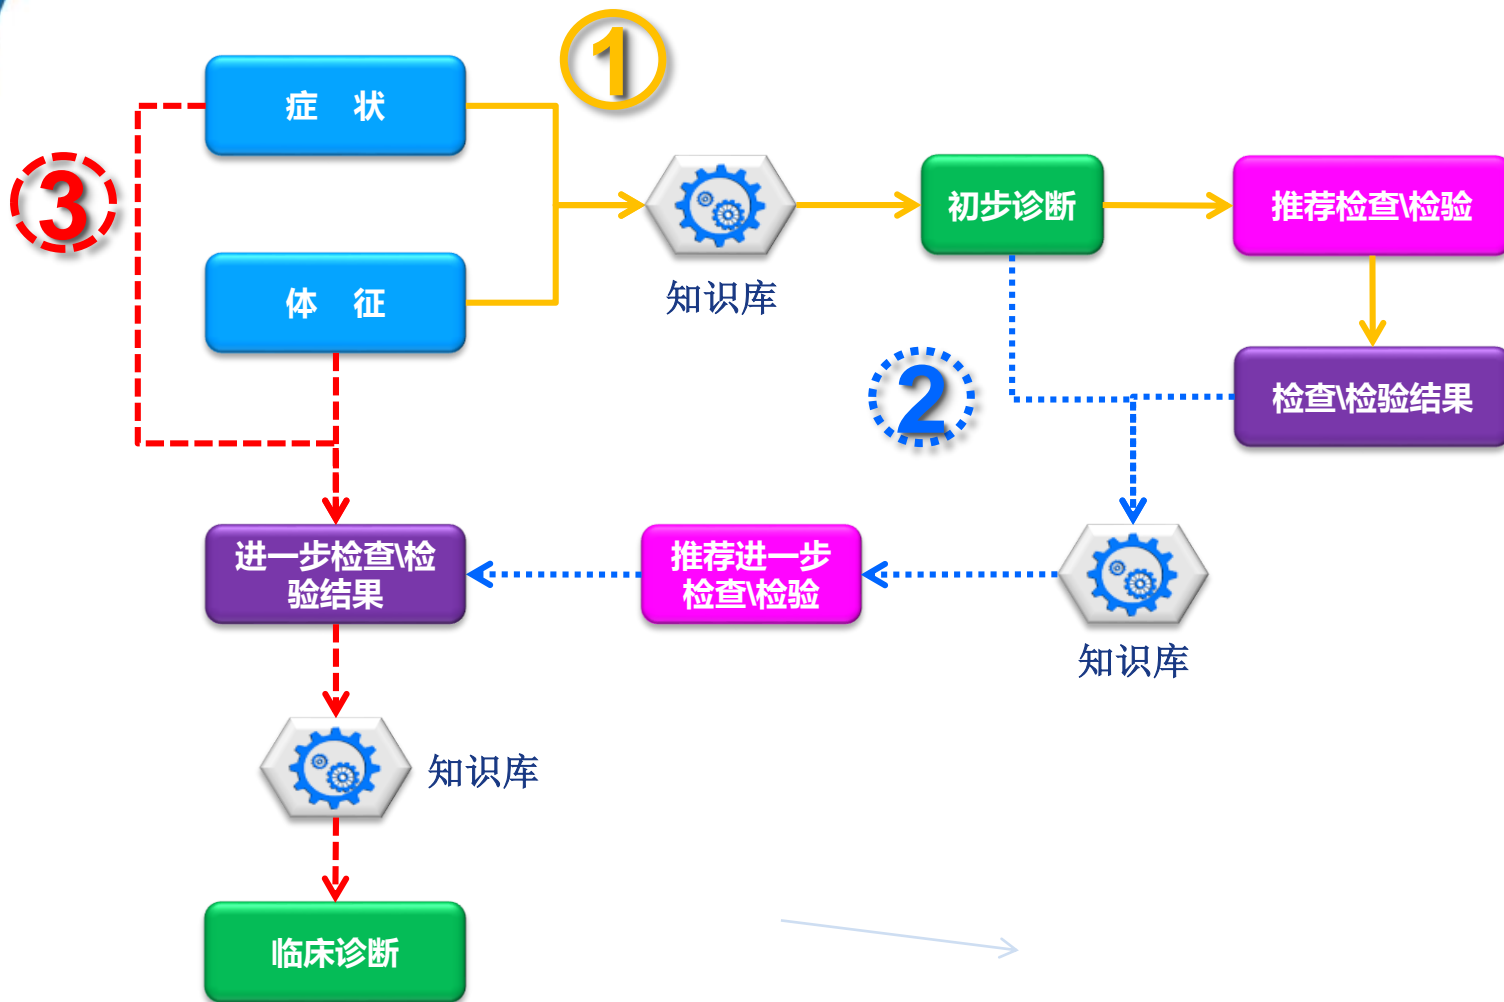 ①
症 状
③
初步诊断
推荐检查\检验
体 征
知识库
②
检查\检验结果
进一步检查\检
验结果
推荐进一步
检查\检验
知识库
知识库
临床诊断